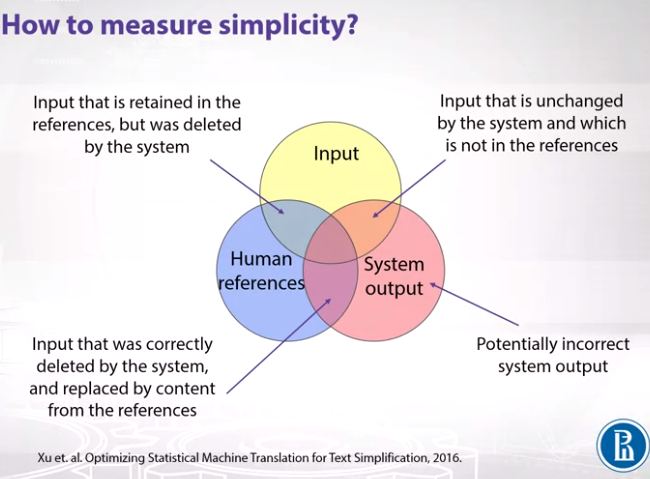 How to measure simplicity?
Input that is retained in the
references, but was deleted
by the system
Input that is unchanged
by the system and which
is not in the references
Input
Human
references
System
output
Input that was correctly
deleted by the system,
and replaced by content
from the references
Potentially incorrect
system output
Xu et. al. Optimizing Statistical Machine Translation for Text Simplification, 2016.